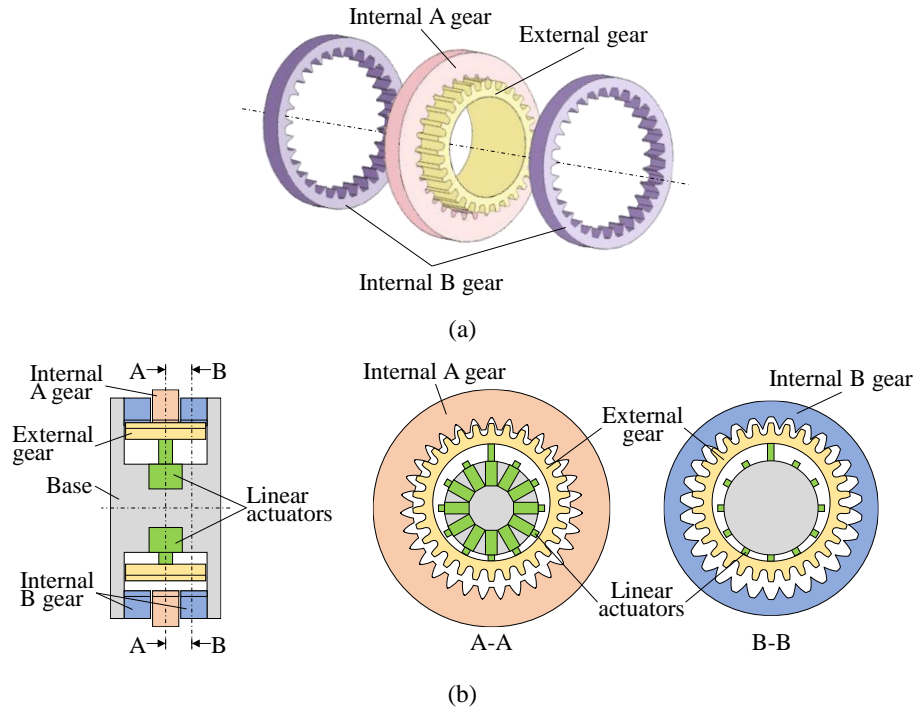 Internal A gear
External gear
Internal B gear
(a)
Internal
A gear
External
gear
Base
Internal
B gear
A
B
Linear
actuators
A
B
Internal A gear
External
gear
Internal B gear
Linear
actuators
A-A
B-B
(b)